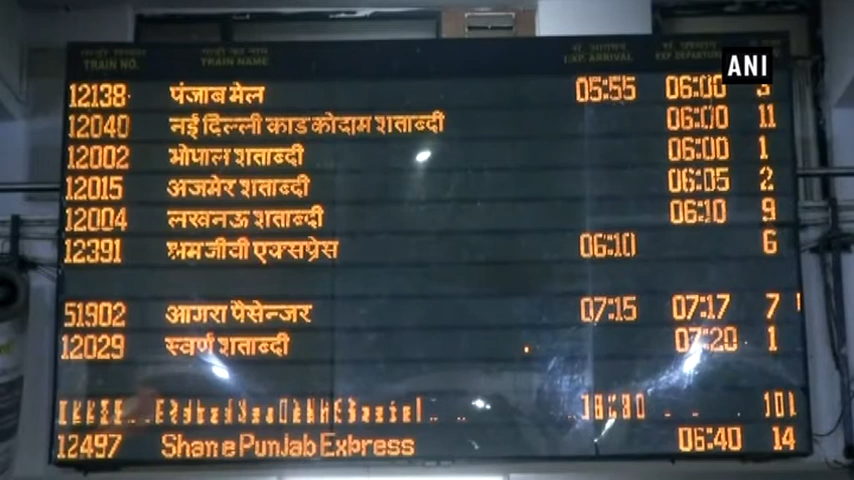 TRAIN NO. TRAIN NAME EXP. ARRIVAL EXP. DEPARTURE
ANI
12138 पंजाब मेल 05:55 06:00 3
12040 नई दिल्ली काठ कोदाम शताब्दी 06:00 11
12002 भोपाल शताब्दी 06:00 1
12015 अजमेर शताब्दी 06:05 2
12004 लखनऊ शताब्दी 06:10 9
12391 श्रमजीवी एक्सप्रेस 06:10 6
51902 आगरा पैसेन्जर 07:15 07:17 7
12029 स्वर्ण शताब्दी 07:20 1
12497 Shan e PunJab Express 06:40 14